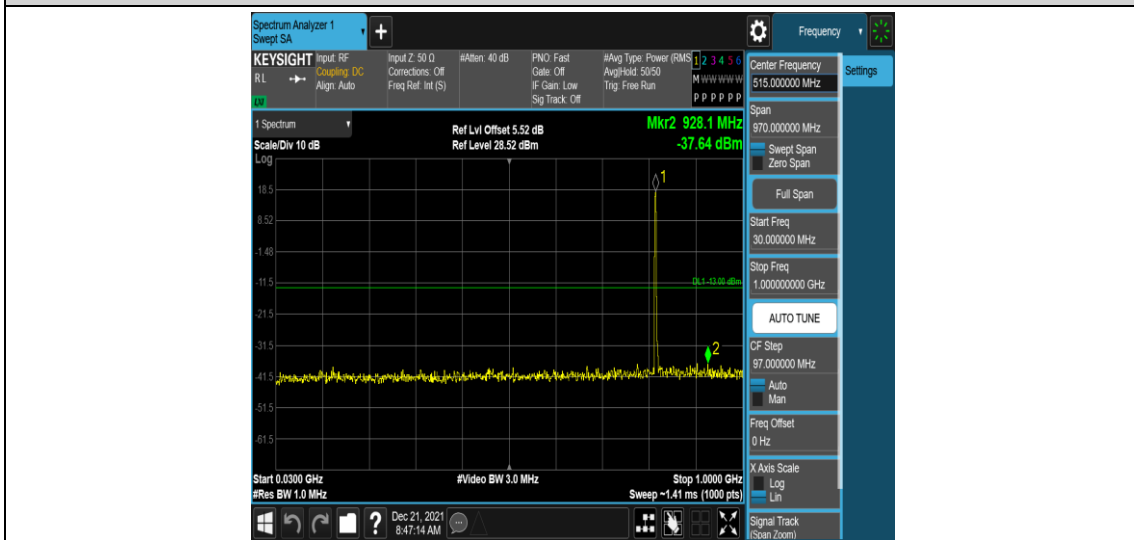 Spectrum Analyzer 1
Swept SA
+
Frequency
KEYSIGHT
RL
LXI
Input: RF
Coupling: DC
Align: Auto
Input Z: 50 Ω
Corrections: Off
Freq Ref: Int (S)
#Atten: 40 dB
PNO: Fast
Gate: Off
IF Gain: Low
Sig Track: Off
#Avg Type: Power (RMS
Avg|Hold: 50/50
Trig: Free Run
1 2 3 4 5 6
M W W W W W
P P P P P P
1 Spectrum
Scale/Div 10 dB
Log
Ref Lvl Offset 5.52 dB
Ref Level 28.52 dBm
Mkr2 928.1 MHz
-37.64 dBm
1
18.5
8.52
-1.48
-11.5
DL1 -13.00 dBm
-21.5
-31.5
2
-41.5
-51.5
-61.5
Start 0.0300 GHz
#Res BW 1.0 MHz
#Video BW 3.0 MHz
Stop 1.0000 GHz
Sweep ~1.41 ms (1000 pts)
?
Dec 21, 2021
8:47:14 AM
Center Frequency
515.000000 MHz
Settings
Span
970.000000 MHz
Swept Span
Zero Span
Full Span
Start Freq
30.000000 MHz
Stop Freq
1.000000000 GHz
AUTO TUNE
CF Step
97.000000 MHz
Auto
Man
Freq Offset
0 Hz
X Axis Scale
Log
Lin
Signal Track
(Span Zoom)